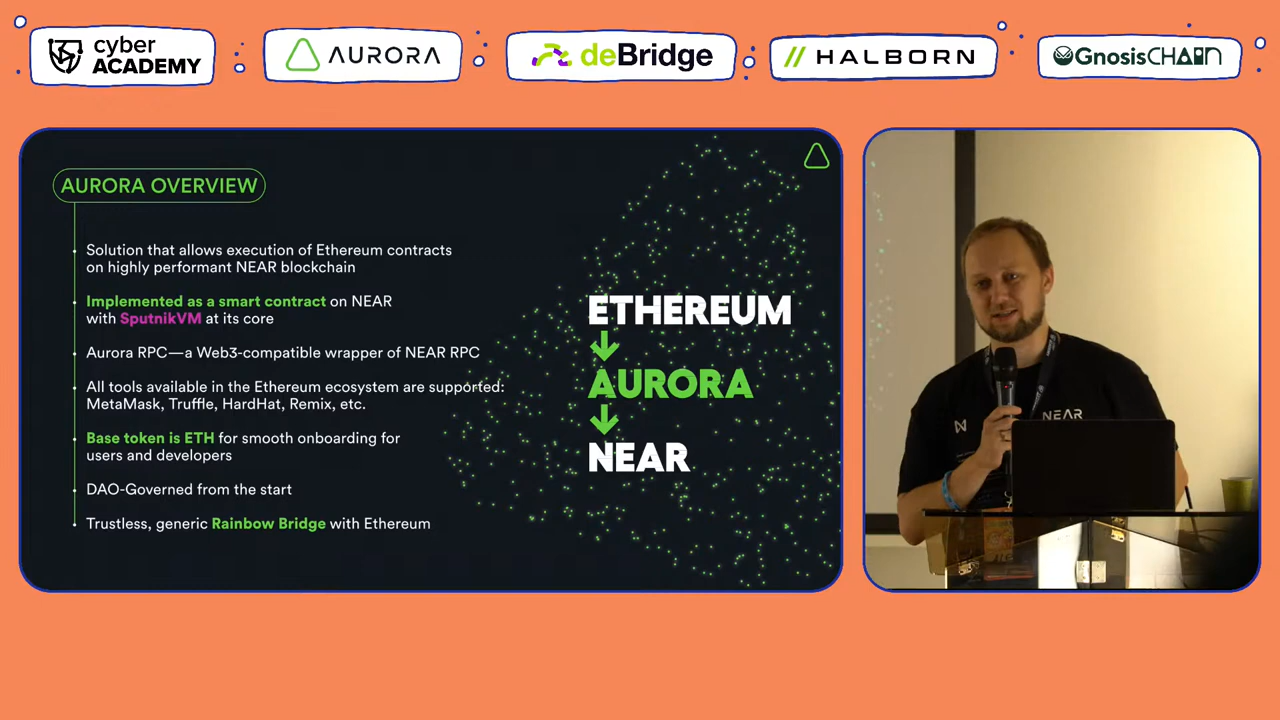 cyber
ACADEMY
AURORA
deBridge
// HALBORN
GnosisCHAIN
AURORA OVERVIEW
Solution that allows execution of Ethereum contracts
on highly performant NEAR blockchain
Implemented as a smart contract on NEAR
with SputnikVM at its core
Aurora RPC—a Web3-compatible wrapper of NEAR RPC
All tools available in the Ethereum ecosystem are supported:
MetaMask, Truffle, HardHat, Remix, etc.
Base token is ETH for smooth onboarding for
users and developers
DAO-Governed from the start
Trustless, generic Rainbow Bridge with Ethereum
ETHEREUM
AURORA
NEAR
NEAR